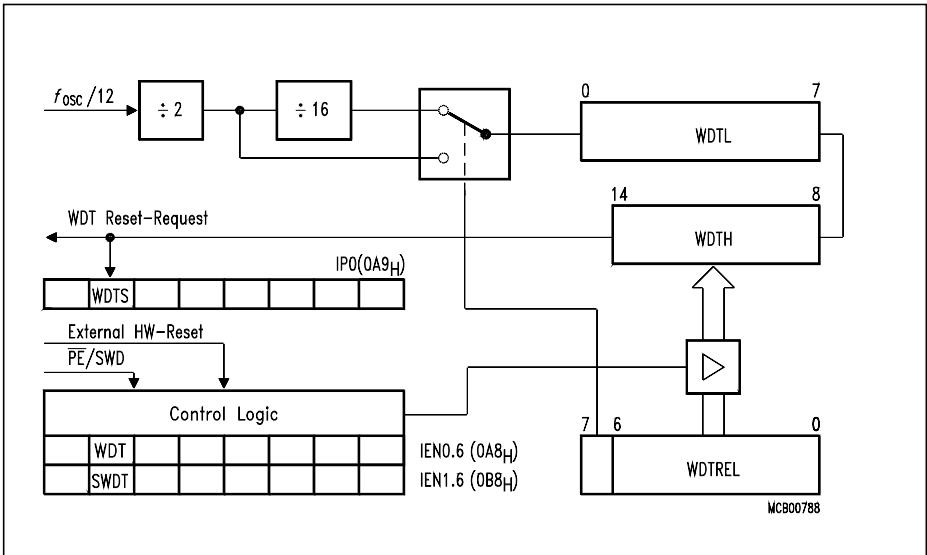 fosc/12
÷ 2
÷ 16
0 7
WDTL
14 8
WDT Reset-Request
WDTH
IP0(0A9H)
WDTS
External HW-Reset
PE/SWD
Control Logic
7 6 0
WDT
IEN0.6 (0A8H)
SWDT
IEN1.6 (0B8H)
WDTREL
MCB00788